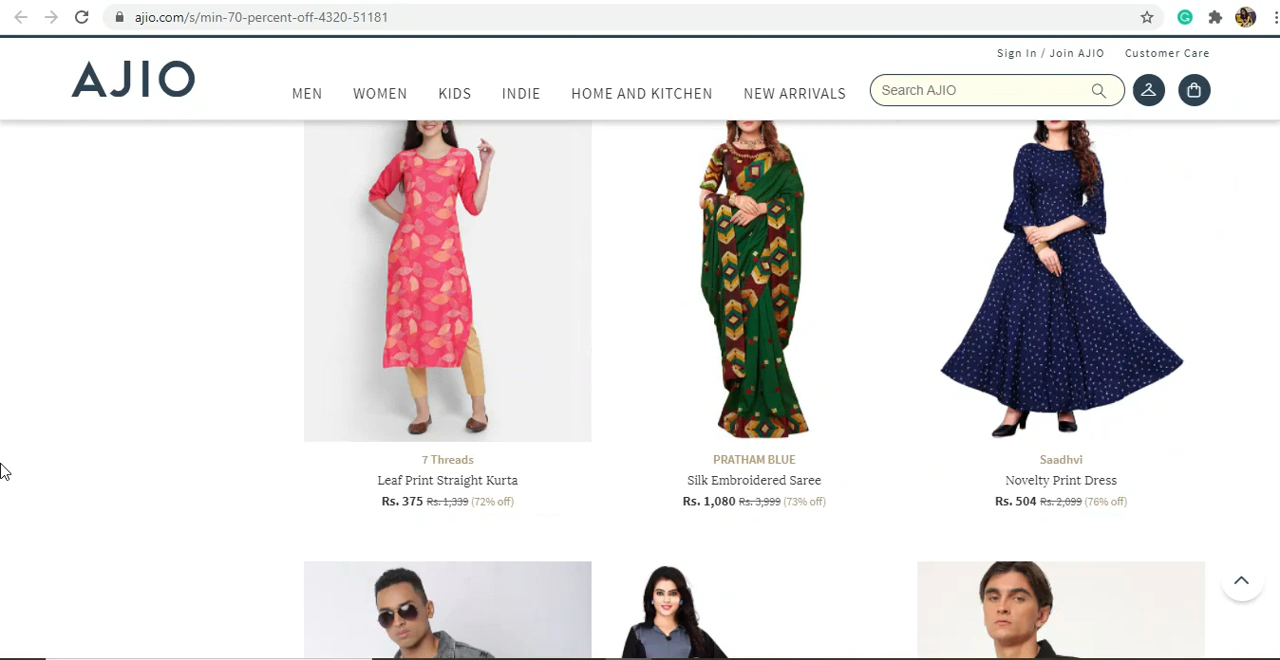 ajio.com/s/min-70-percent-off-4320-51181
Sign In / Join AJIO Customer Care
AJIO
MEN WOMEN KIDS INDIE HOME AND KITCHEN NEW ARRIVALS
Search AJIO
7 Threads
Leaf Print Straight Kurta
Rs. 375 Rs. 1,339 (72% off)
PRATHAM BLUE
Silk Embroidered Saree
Rs. 1,080 Rs. 3,999 (73% off)
Saadhvi
Novelty Print Dress
Rs. 504 Rs. 2,099 (76% off)